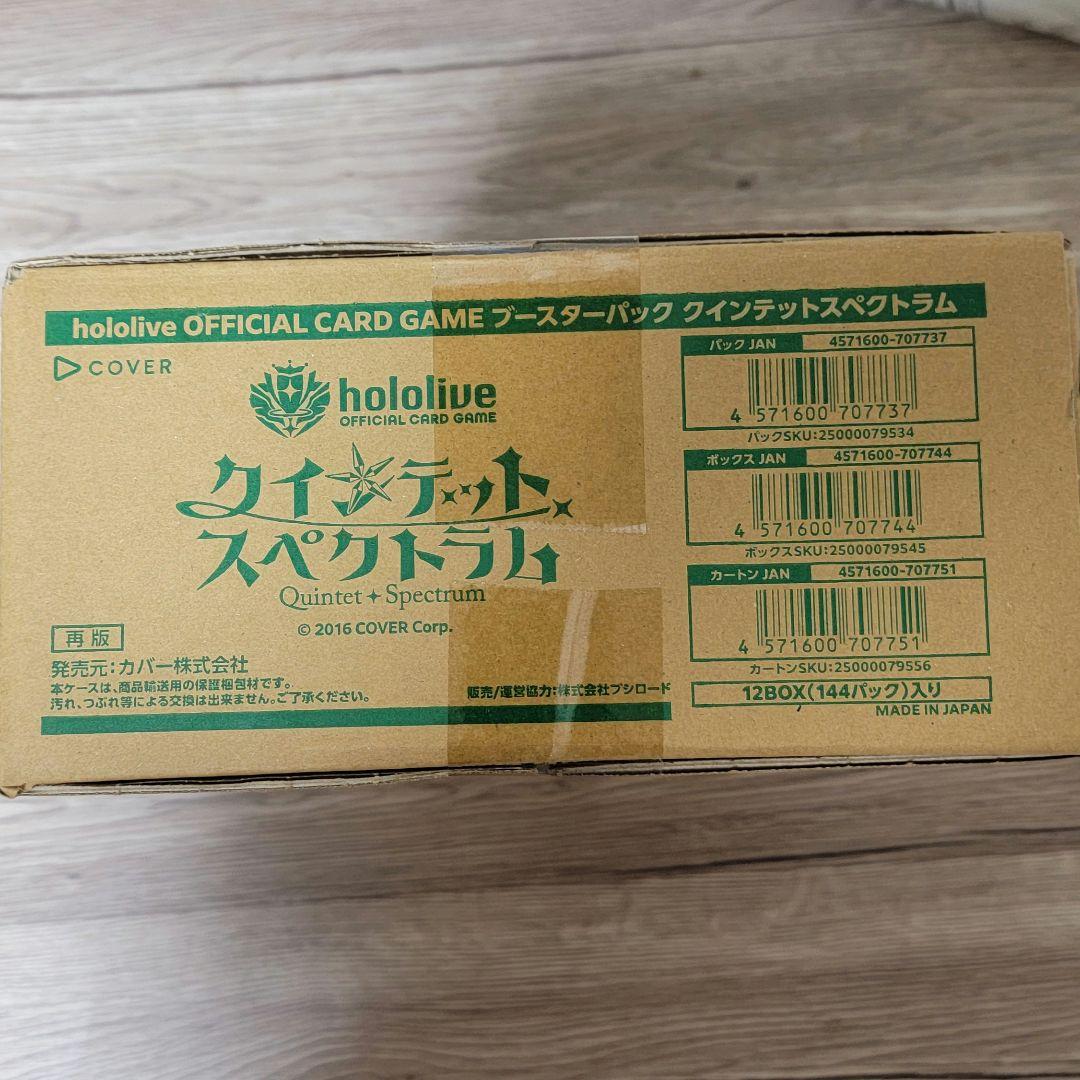 hololive OFFICIAL CARD GAME ブースターパック クインテットスペクトラム
COVER
hololive
OFFICIAL CARD GAME
クインテット
スペクトラム
Quintet Spectrum
© 2016 COVER Corp.
再版
発売元:カバー株式会社
本ケースは、商品輸送用の保護梱包材です。
汚れ、つぶれ等による交換は出来ません。ご了承ください。
販売/運営協力:株式会社ブシロード
パック JAN 4571600-707737
4 571600 707737
パックSKU:25000079534
ボックス JAN 4571600-707744
4 571600 707744
ボックスSKU:25000079545
カートン JAN 4571600-707751
4 571600 707751
カートンSKU:25000079556
12BOX(144パック)入り
MADE IN JAPAN